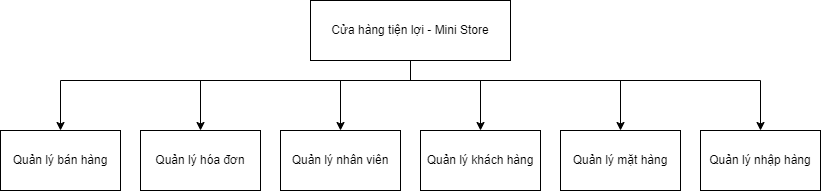 Cửa hàng tiện lợi - Mini Store
Quản lý bán hàng
Quản lý hóa đơn
Quản lý nhân viên
Quản lý khách hàng
Quản lý mặt hàng
Quản lý nhập hàng